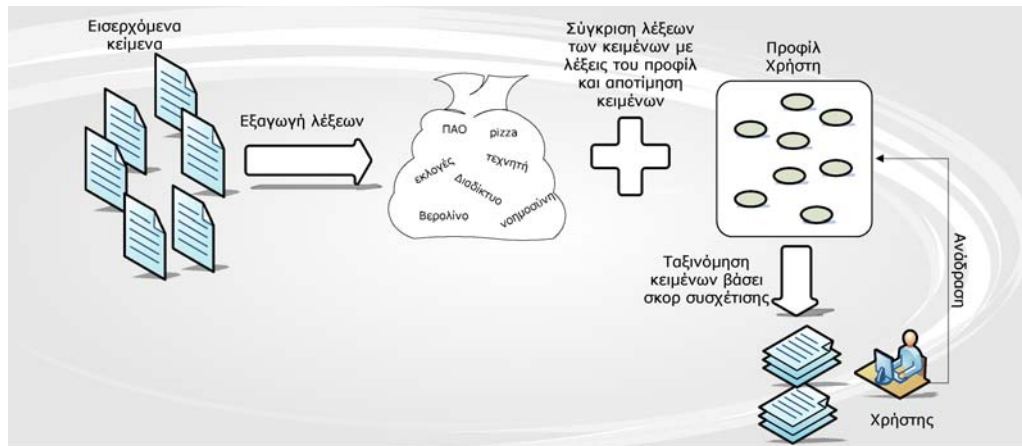 Εισερχόμενα
κείμενα
Εξαγωγή λέξεων
ΠΑΟ
pizza
εκλογές
τεχνητή
Διαδίκτυο
Βερολίνο
νοημοσύνη
Σύγκριση λέξεων
των κειμένων με
λέξεις του προφίλ
και αποτίμηση
κειμένων
Προφίλ
Χρήστη
Ταξινόμηση
κειμένων βάσει
σκορ συσχέτισης
Ανάδραση
Χρήστης